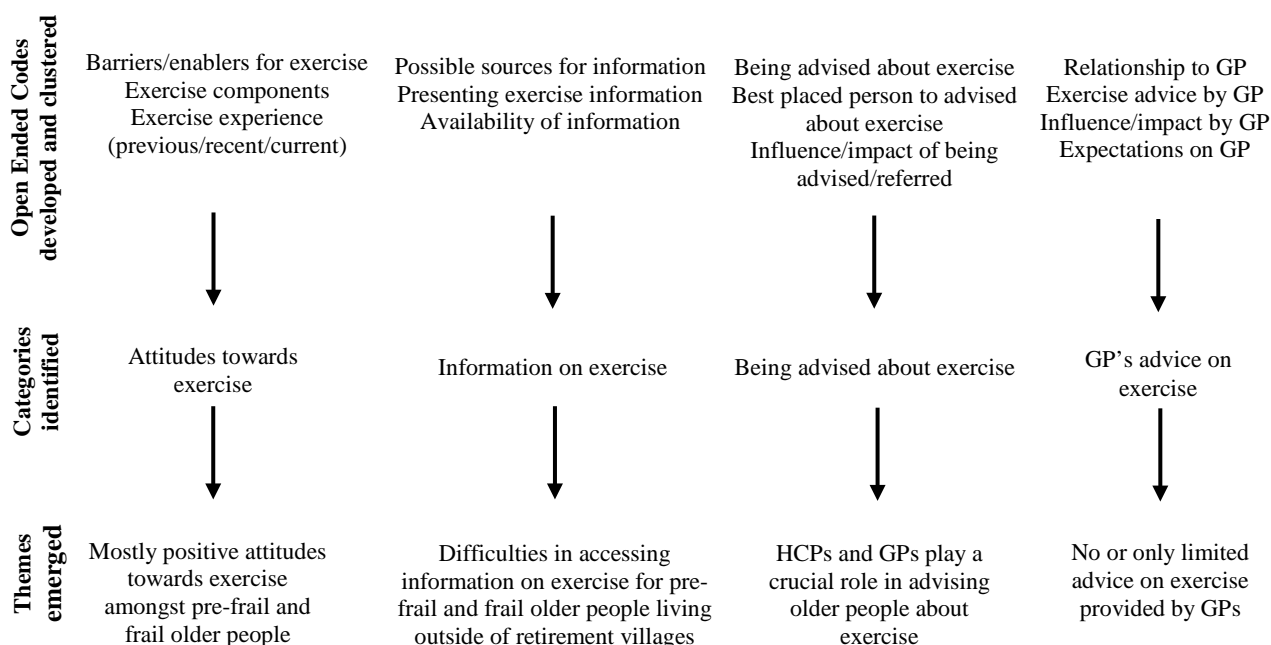 Open Ended Codes
developed and clustered
Barriers/enablers for exercise
Exercise components
Exercise experience
(previous/recent/current)
Possible sources for information
Presenting exercise information
Availability of information
Being advised about exercise
Best placed person to advised
about exercise
Influence/impact of being
advised/referred
Relationship to GP
Exercise advice by GP
Influence/impact by GP
Expectations on GP
Categories
identified
Attitudes towards
exercise
Information on exercise
Being advised about exercise
GP’s advice on
exercise
Themes
emerged
Mostly positive attitudes
towards exercise
amongst pre-frail and
frail older people
Difficulties in accessing
information on exercise for pre-
frail and frail older people living
outside of retirement villages
HCPs and GPs play a
crucial role in advising
older people about
exercise
No or only limited
advice on exercise
provided by GPs